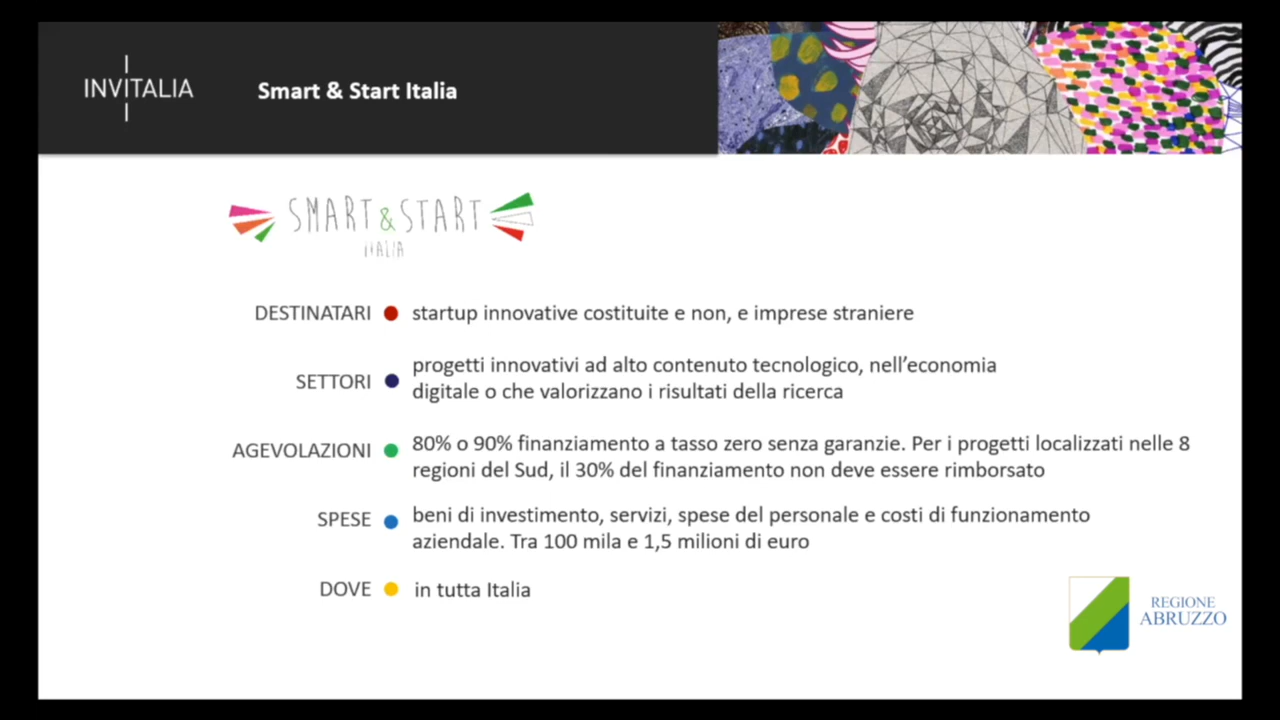 INVITALIA
Smart & Start Italia
SMART & START
ITALIA
DESTINATARI
startup innovative costituite e non, e imprese straniere
SETTORI
progetti innovativi ad alto contenuto tecnologico, nell'economia
digitale o che valorizzano i risultati della ricerca
AGEVOLAZIONI
80% o 90% finanziamento a tasso zero senza garanzie. Per i progetti localizzati nelle 8
regioni del Sud, il 30% del finanziamento non deve essere rimborsato
SPESE
beni di investimento, servizi, spese del personale e costi di funzionamento
aziendale. Tra 100 mila e 1,5 milioni di euro
DOVE
in tutta Italia
REGIONE
ABRUZZO